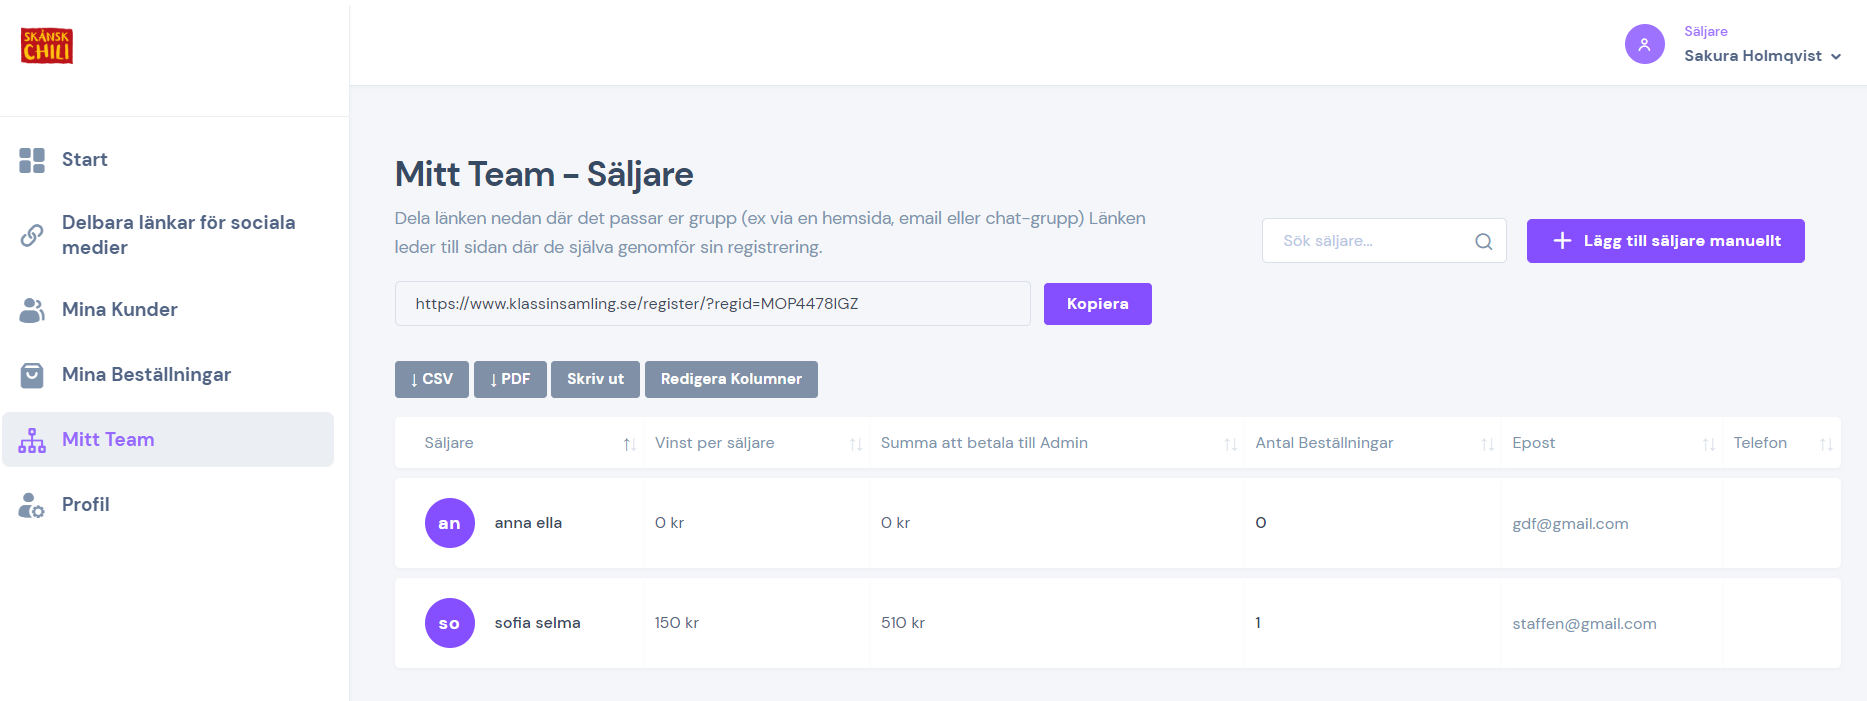 SKÅNSK
CHILI
Säljare
Sakura Holmqvist
Start
Delbara länkar för sociala
medier
Mina Kunder
Mina Beställningar
Mitt Team
Profil
Mitt Team - Säljare
Dela länken nedan där det passar er grupp (ex via en hemsida, email eller chat-grupp) Länken
leder till sidan där de själva genomför sin registrering.
Sök säljare...
Lägg till säljare manuellt
https://www.klassinsamling.se/register/?regid=MOP4478IGZ
Kopiera
↓ CSV ↓ PDF Skriv ut Redigera Kolumner
Säljare Vinst per säljare Summa att betala till Admin Antal Beställningar Epost Telefon
an anna ella 0 kr 0 kr 0 gdf@gmail.com
so sofia selma 150 kr 510 kr 1 staffen@gmail.com